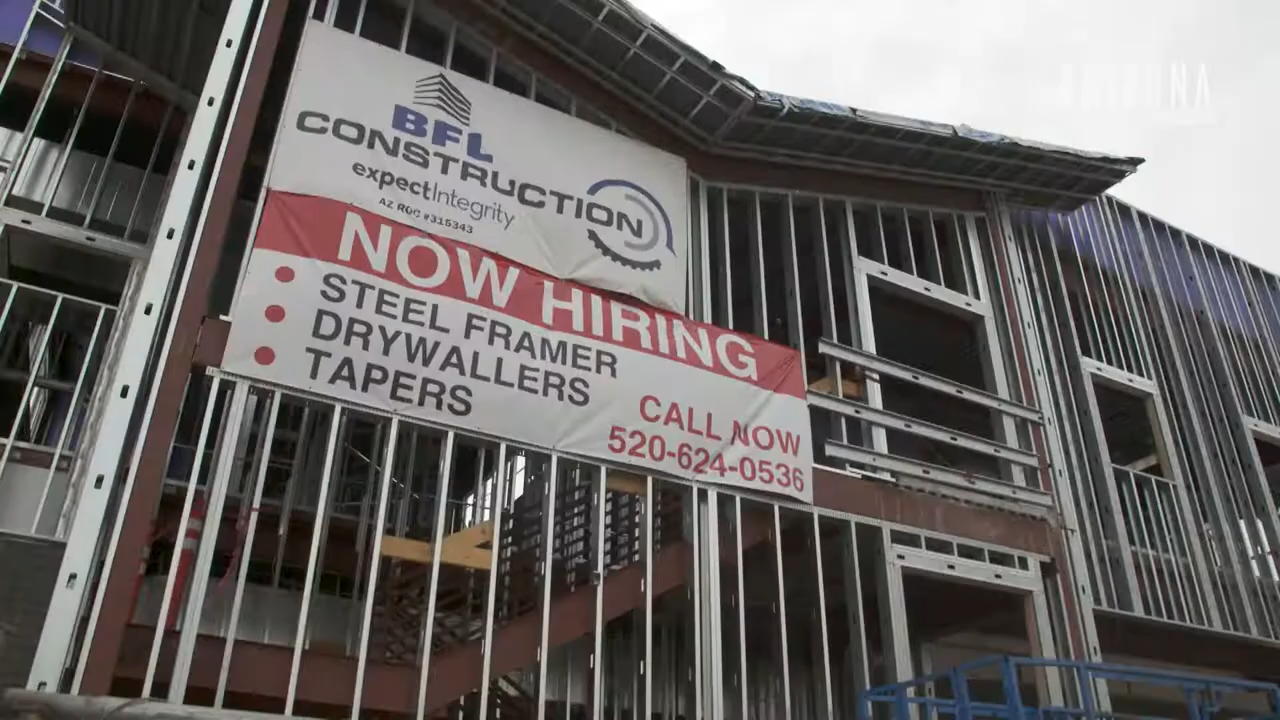 BFL
CONSTRUCTION
expectIntegrity
AZ ROC #315343
NOW HIRING
• STEEL FRAMER
• DRYWALLERS
• TAPERS
CALL NOW
520-624-0536